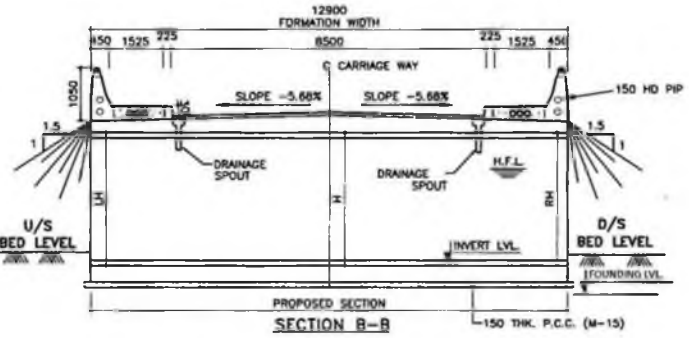 12900
FORMATION WIDTH
450 1525 225 8500 225 1525 450
C CARRIAGE WAY
1050
SLOPE -5.68% SLOPE -5.68%
150 HD PIP
1.5 1.5
1 1
DRAINAGE
SPOUT
DRAINAGE
SPOUT
H.F.L.
LH H RH
U/S
BED LEVEL
D/S
BED LEVEL
INVERT LVL.
FOUNDING LVL.
PROPOSED SECTION
SECTION B-B
150 THK. P.C.C. (M-15)